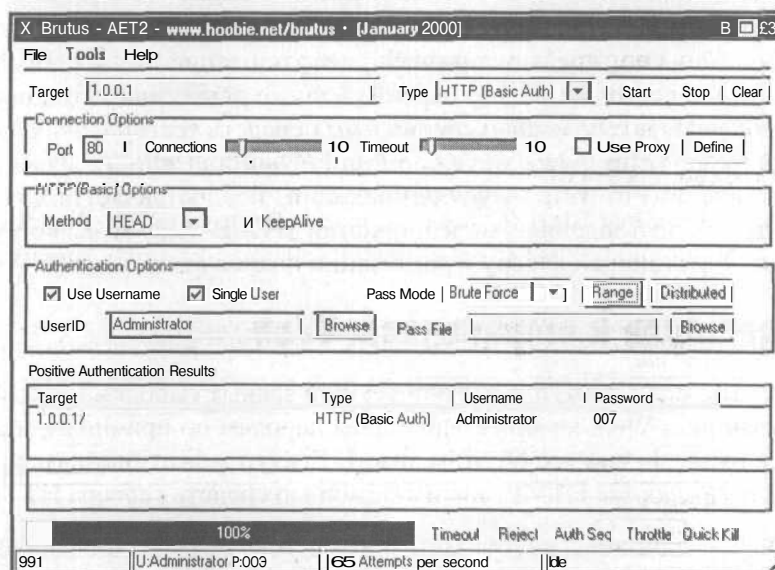 X Brutus - AET2 - www.hoobie.net/brutus • [January 2000] B £3
File Tools Help
Target 1.0.0.1 Type HTTP (Basic Auth) Start Stop | Clear
Connection Options
Port 80 Connections 10 Timeout 10 Use Proxy | Define |
HTTP (Basic) Options
Method HEAD И KeepAlive
Authentication Options
Use Username Single User Pass Mode | Brute Force | Range | Distributed |
UserID Administrator | Browse Pass File | Browse
Positive Authentication Results
Target | Type | Username | Password
1.0.0.1/ HTTP (Basic Auth) Administrator 007
100% Timeout Reject Auth Seq Throttle Quick Kill
991 U:Administrator P:009 65 Attempts per second Idle